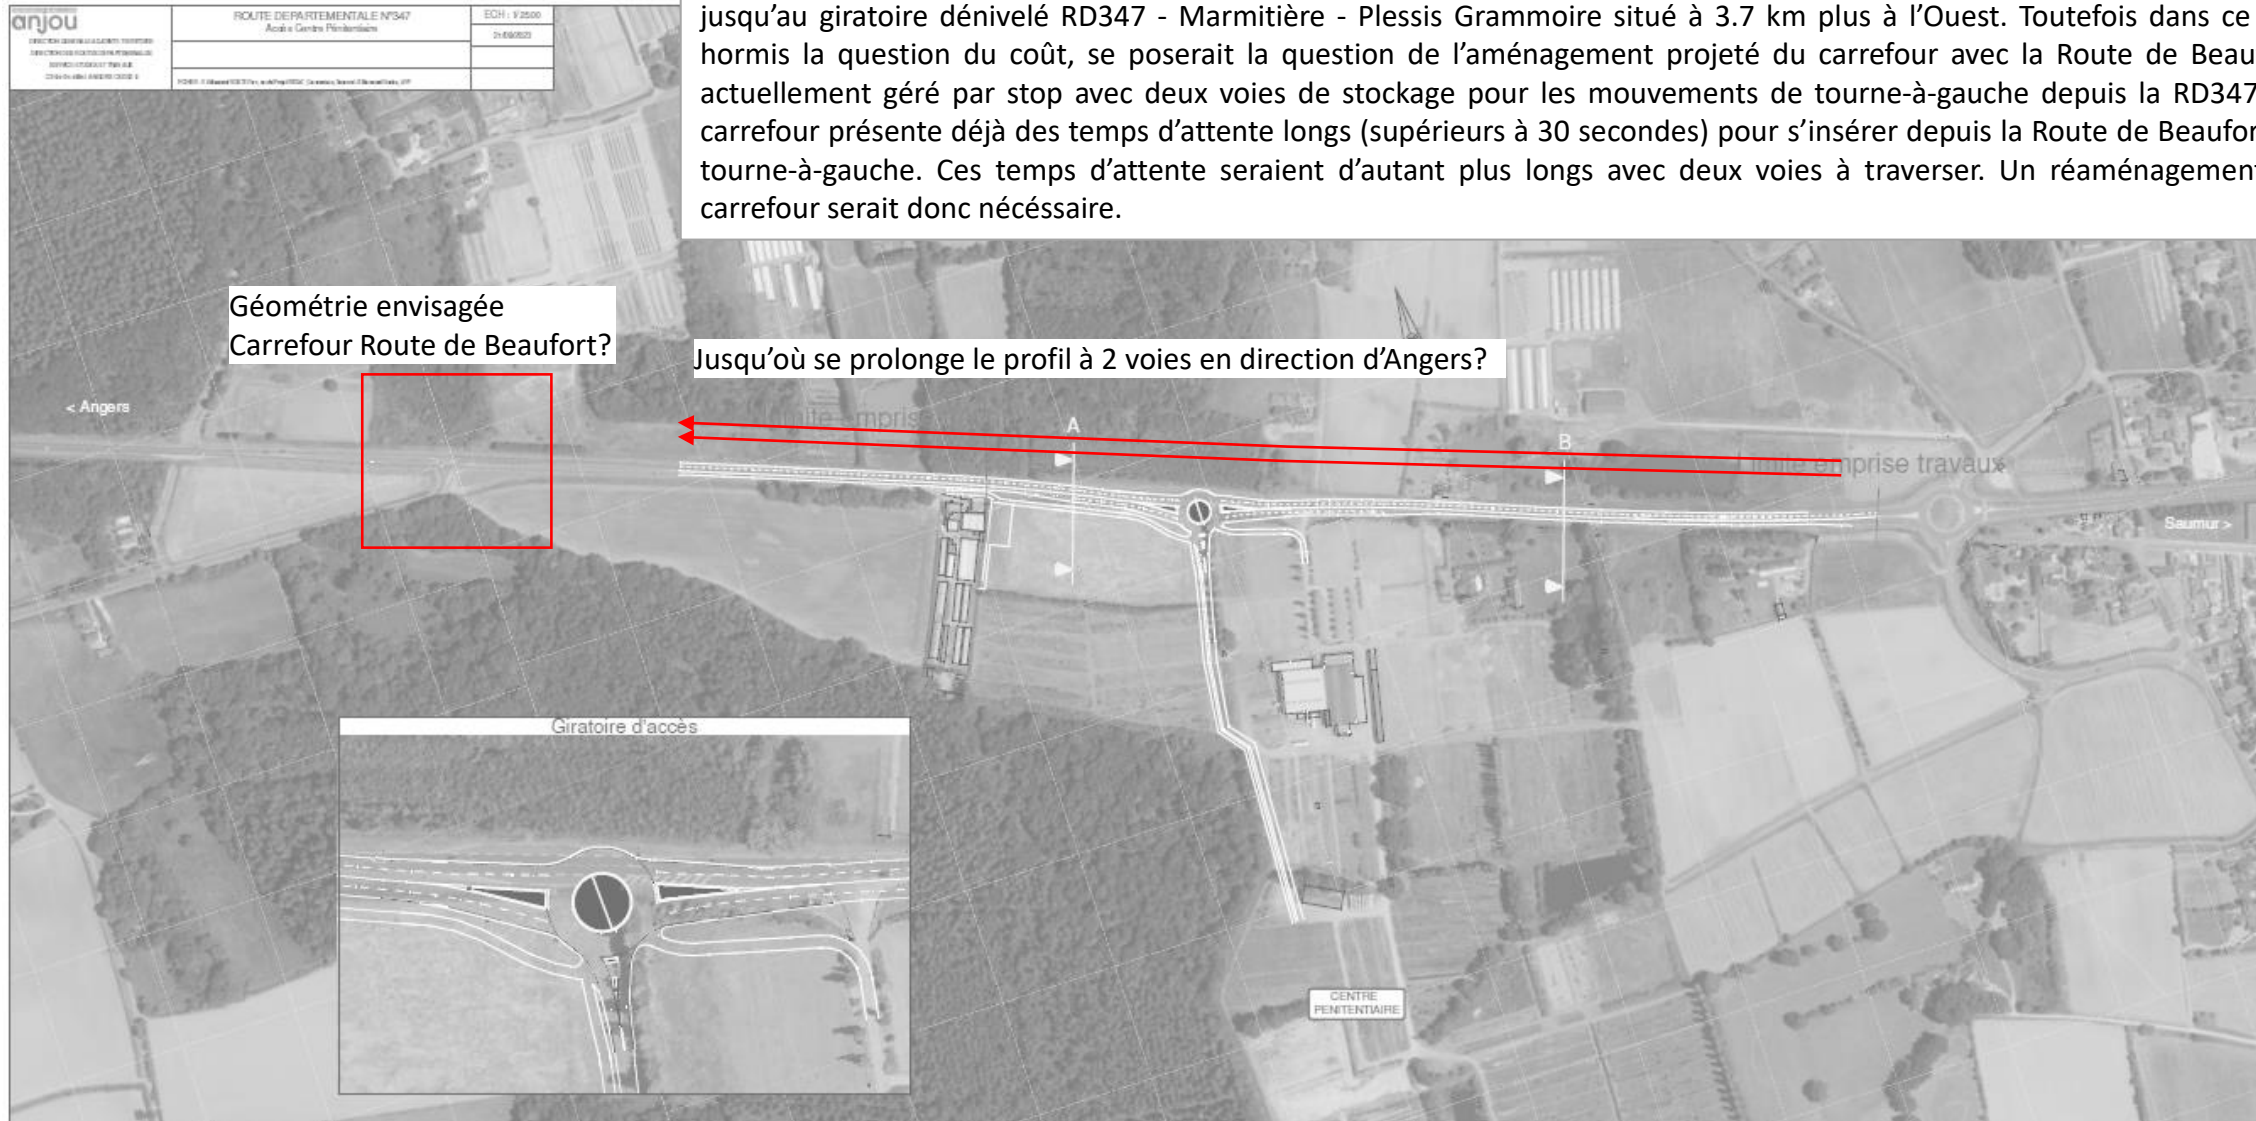 anjou
ROUTE DEPARTEMENTALE N°347
Accès Centre Pénitentiaire
ECH : 1/2500
jusqu'au giratoire dénivelé RD347 - Marmitière - Plessis Grammoire situé à 3.7 km plus à l'Ouest. Toutefois dans ce
hormis la question du coût, se poserait la question de l'aménagement projeté du carrefour avec la Route de Beau
actuellement géré par stop avec deux voies de stockage pour les mouvements de tourne-à-gauche depuis la RD347
carrefour présente déjà des temps d'attente longs (supérieurs à 30 secondes) pour s'insérer depuis la Route de Beaufor
tourne-à-gauche. Ces temps d'attente seraient d'autant plus longs avec deux voies à traverser. Un réaménagement
carrefour serait donc nécéssaire.
Géométrie envisagée
Carrefour Route de Beaufort?
Jusqu'où se prolonge le profil à 2 voies en direction d'Angers?
< Angers
Limite emprise
A
B
Limite emprise travaux
Saumur >
Giratoire d'accès
CENTRE
PENITENTIAIRE